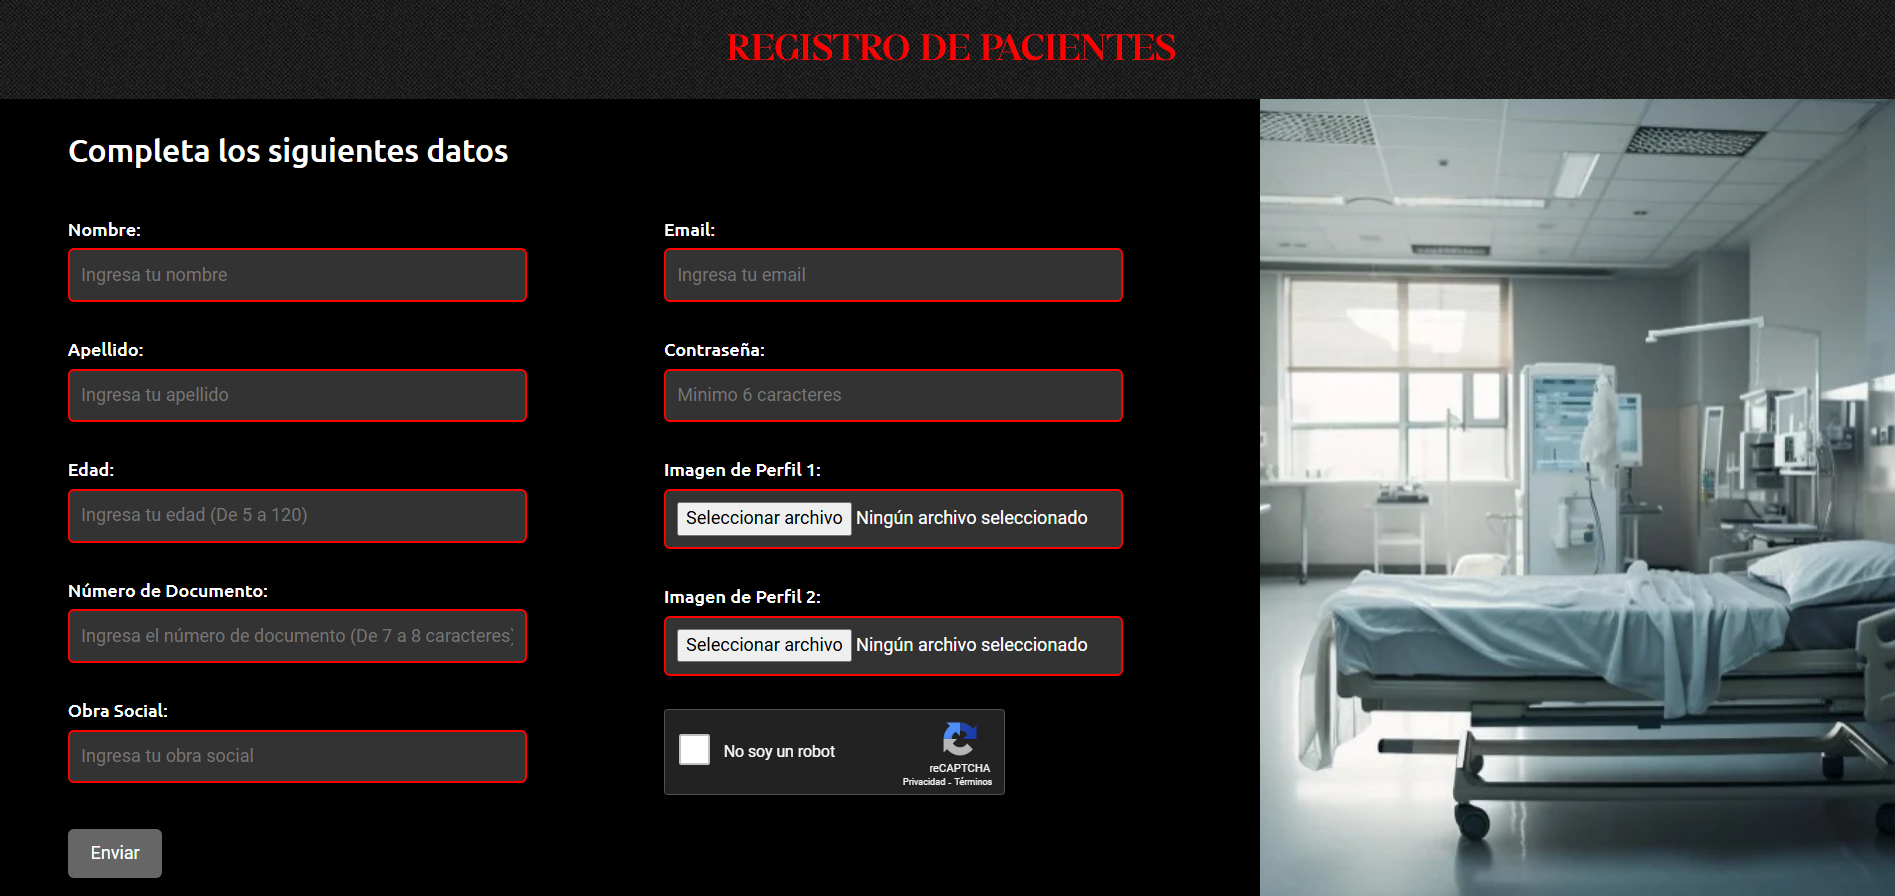 REGISTRO DE PACIENTES
Completa los siguientes datos
Nombre:
Ingresa tu nombre
Apellido:
Ingresa tu apellido
Edad:
Ingresa tu edad (De 5 a 120)
Número de Documento:
Ingresa el número de documento (De 7 a 8 caracteres)
Obra Social:
Ingresa tu obra social
Enviar
Email:
Ingresa tu email
Contraseña:
Minimo 6 caracteres
Imagen de Perfil 1:
Seleccionar archivo Ningún archivo seleccionado
Imagen de Perfil 2:
Seleccionar archivo Ningún archivo seleccionado
No soy un robot
reCAPTCHA
Privacidad - Términos